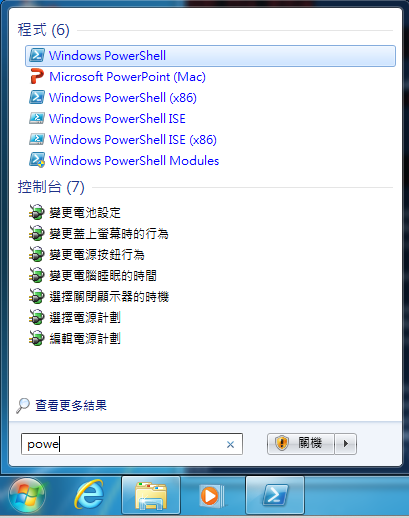 程式 (6)
Windows PowerShell
Microsoft PowerPoint (Mac)
Windows PowerShell (x86)
Windows PowerShell ISE
Windows PowerShell ISE (x86)
Windows PowerShell Modules
控制台 (7)
變更電池設定
變更蓋上螢幕時的行為
變更電源按鈕行為
變更電腦睡眠的時間
選擇關閉顯示器的時機
選擇電源計劃
編輯電源計劃
查看更多結果
powe
關機